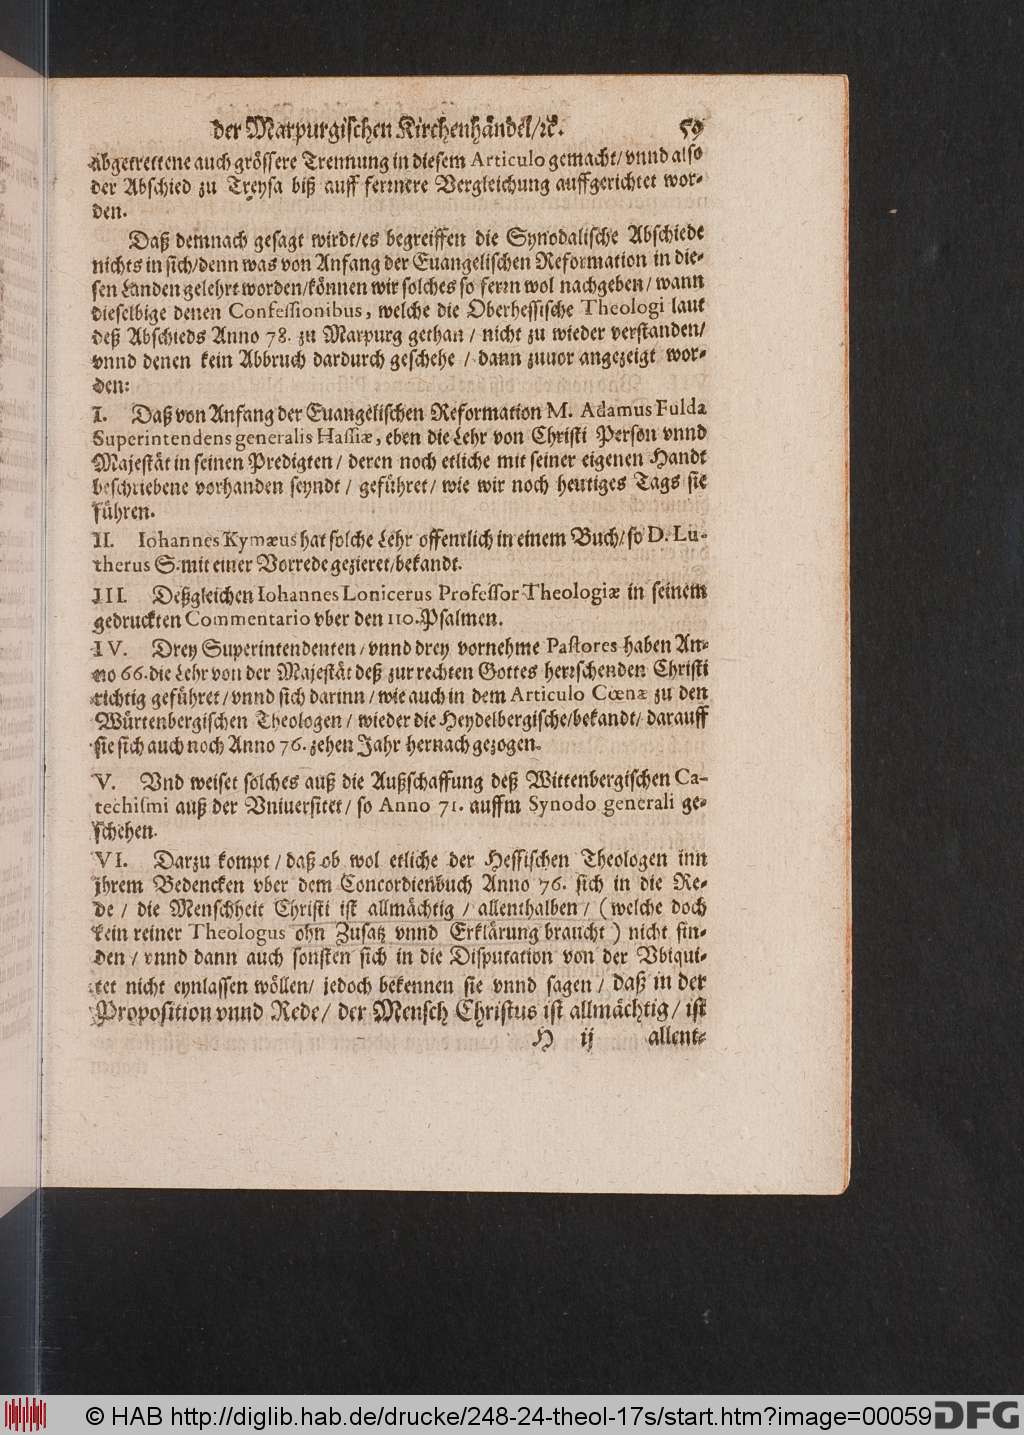 der Marpurgischen Kirchenhändel/ꝛc. 59
abgetrettene auch grössere Trennung in diesem Articulo gemacht/ vnnd also
der Abschied zu Treysa biß auff fernere Vergleichung auffgerichtet wor-
den.
Daß demnach gesagt wirdt/es begreiffen die Synodalische Abschiede
nichts in sich/denn was von Anfang der Euangelischen Reformation in die-
sen Landen gelehrt worden/können wir solches so fern wol nachgeben/ wann
dieselbige denen Confessionibus, welche die Oberhessische Theologi laut
deß Abschieds Anno 78. zu Marpurg gethan / nicht zu wieder verstanden/
vnnd denen kein Abbruch dardurch geschehe / dann zuuor angezeigt wor-
den:
I. Daß von Anfang der Euangelischen Reformation M. Adamus Fulda
Superintendens generalis Hassiæ, eben die Lehr von Christi Person vnnd
Majestät in seinen Predigten / deren noch etliche mit seiner eigenen Handt
beschriebene vorhanden seyndt / geführet/ wie wir noch heutiges Tags sie
führen.
II. Iohannes Kymæus hat solche Lehr offentlich in einem Buch/ so D. Lu-
therus S. mit einer Vorrede gezieret/bekandt.
III. Deßgleichen Iohannes Lonicerus Professor Theologiæ in seinem
gedruckten Commentario vber den 110. Psalmen.
IV. Drey Superintendenten / vnnd drey vornehme Pastores haben An-
no 66. die Lehr von der Majestät deß zur rechten Gottes herrschenden Christi
richtig geführet / vnnd sich darinn / wie auch in dem Articulo Cœnæ zu den
Würtenbergischen Theologen / wieder die Heydelbergische/bekandt/ darauff
sie sich auch noch Anno 76. zehen Jahr hernach gezogen.
V. Vnd weiset solches auß die Außschaffung deß Wittenbergischen Ca-
techismi auß der Vniuersitet / so Anno 71. auffm Synodo generali ge-
schehen.
VI. Darzu kompt / daß ob wol etliche der Hessischen Theologen inn
jhrem Bedencken vber dem Concordienbuch Anno 76. sich in die Re-
de / die Menschheit Christi ist allmächtig / allenthalben / (welche doch
kein reiner Theologus ohn Zusatz vnnd Erklärung braucht) nicht fin-
den / vnnd dann auch sonsten sich in die Disputation von der Vbiqui-
tet nicht eynlassen wöllen/ jedoch bekennen sie vnnd sagen / daß in der
Proposition vnnd Rede / der Mensch Christus ist allmächtig / ist
H ij allent-
© HAB http://diglib.hab.de/drucke/248-24-theol-17s/start.htm?image=00059
DFG